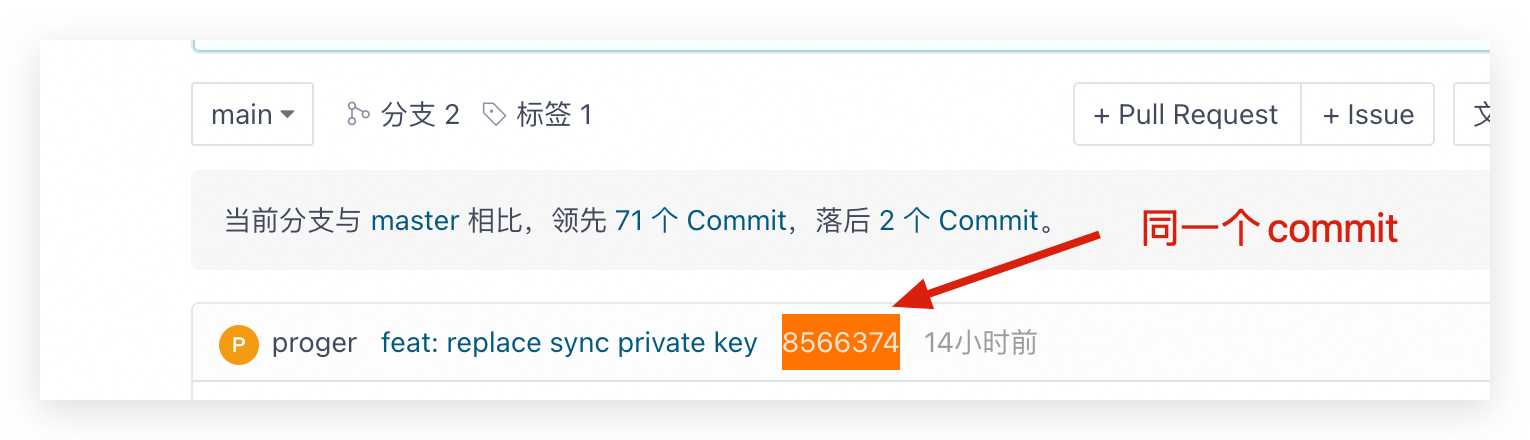 main 分支 2 标签 1 + Pull Request + Issue
当前分支与 master 相比，领先 71 个 Commit，落后 2 个 Commit。
同一个 commit
P proger feat: replace sync private key 8566374 14小时前